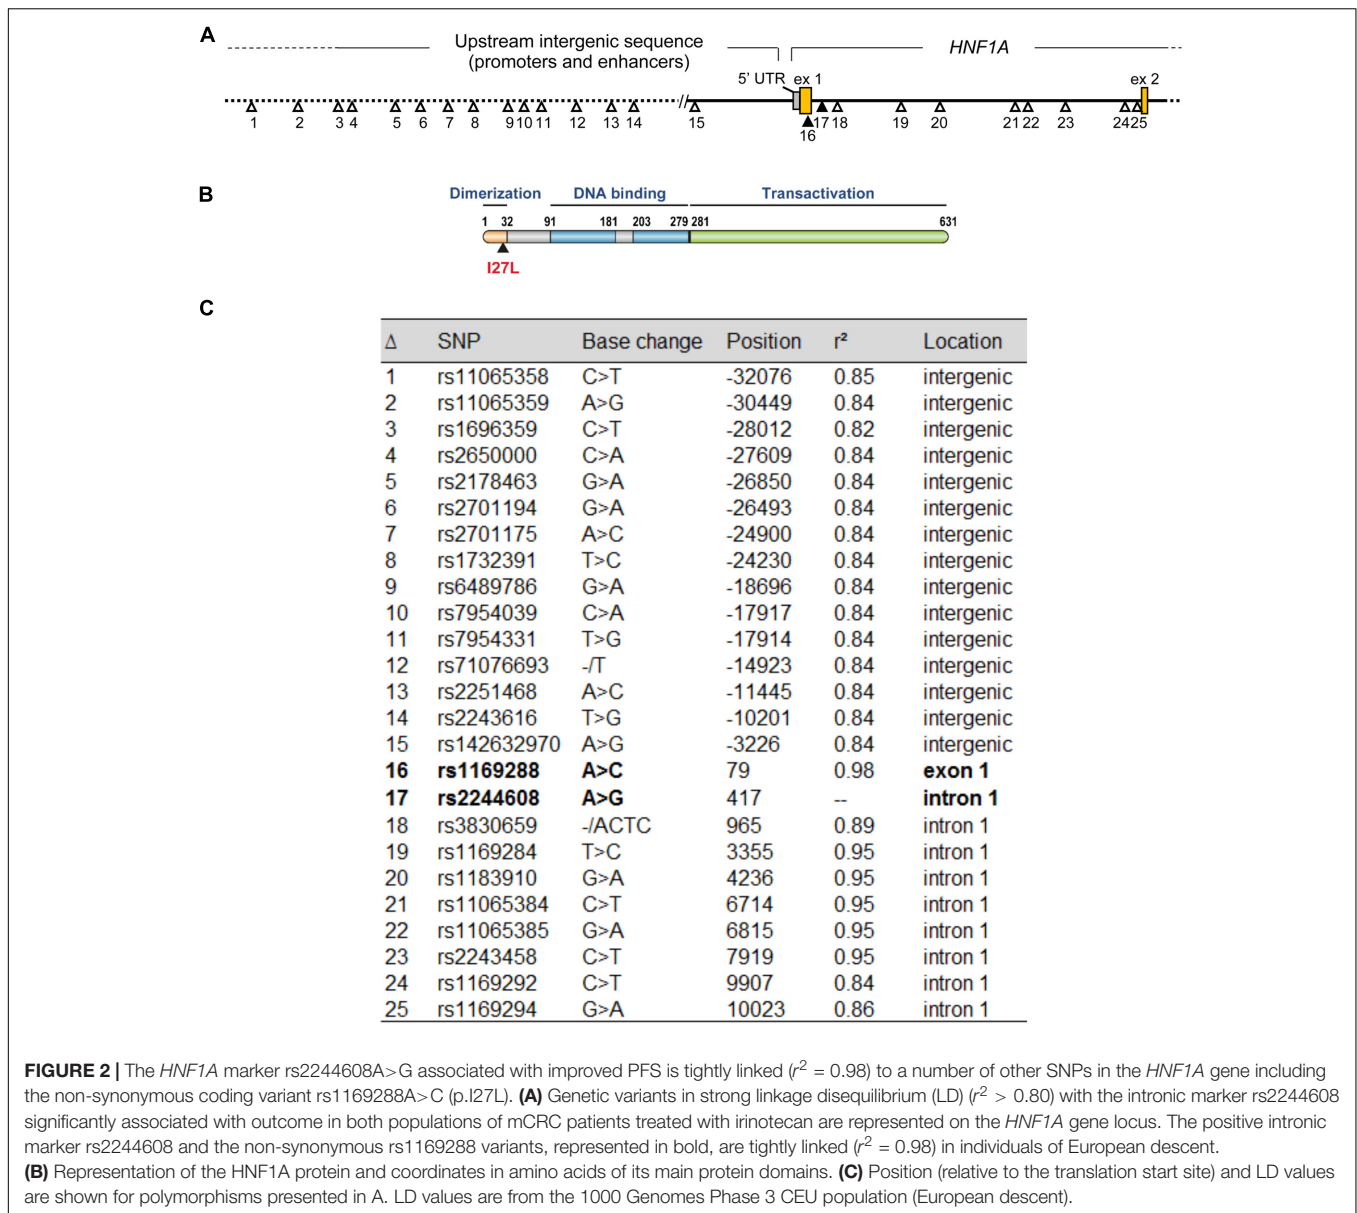 A
Upstream intergenic sequence
(promoters and enhancers)
HNF1A
5' UTR ex 1
ex 2
//
1 2 3 4 5 6 7 8 9 10 11 12 13 14 15 16 17 18 19 20 21 22 23 24 25
B
Dimerization DNA binding Transactivation
1 32 91 181 203 279 281 631
I27L
C
Δ SNP Base change Position r² Location
1 rs11065358 C>T -32076 0.85 intergenic
2 rs11065359 A>G -30449 0.84 intergenic
3 rs1696359 C>T -28012 0.82 intergenic
4 rs2650000 C>A -27609 0.84 intergenic
5 rs2178463 G>A -26850 0.84 intergenic
6 rs2701194 G>A -26493 0.84 intergenic
7 rs2701175 A>C -24900 0.84 intergenic
8 rs1732391 T>C -24230 0.84 intergenic
9 rs6489786 G>A -18696 0.84 intergenic
10 rs7954039 C>A -17917 0.84 intergenic
11 rs7954331 T>G -17914 0.84 intergenic
12 rs71076693 -/T -14923 0.84 intergenic
13 rs2251468 A>C -11445 0.84 intergenic
14 rs2243616 T>G -10201 0.84 intergenic
15 rs142632970 A>G -3226 0.84 intergenic
16 rs1169288 A>C 79 0.98 exon 1
17 rs2244608 A>G 417 -- intron 1
18 rs3830659 -/ACTC 965 0.89 intron 1
19 rs1169284 T>C 3355 0.95 intron 1
20 rs1183910 G>A 4236 0.95 intron 1
21 rs11065384 C>T 6714 0.95 intron 1
22 rs11065385 G>A 6815 0.95 intron 1
23 rs2243458 C>T 7919 0.95 intron 1
24 rs1169292 C>T 9907 0.84 intron 1
25 rs1169294 G>A 10023 0.86 intron 1
FIGURE 2 | The HNF1A marker rs2244608A>G associated with improved PFS is tightly linked (r² = 0.98) to a number of other SNPs in the HNF1A gene including
the non-synonymous coding variant rs1169288A>C (p.I27L). (A) Genetic variants in strong linkage disequilibrium (LD) (r² > 0.80) with the intronic marker rs2244608
significantly associated with outcome in both populations of mCRC patients treated with irinotecan are represented on the HNF1A gene locus. The positive intronic
marker rs2244608 and the non-synonymous rs1169288 variants, represented in bold, are tightly linked (r² = 0.98) in individuals of European descent.
(B) Representation of the HNF1A protein and coordinates in amino acids of its main protein domains. (C) Position (relative to the translation start site) and LD values
are shown for polymorphisms presented in A. LD values are from the 1000 Genomes Phase 3 CEU population (European descent).